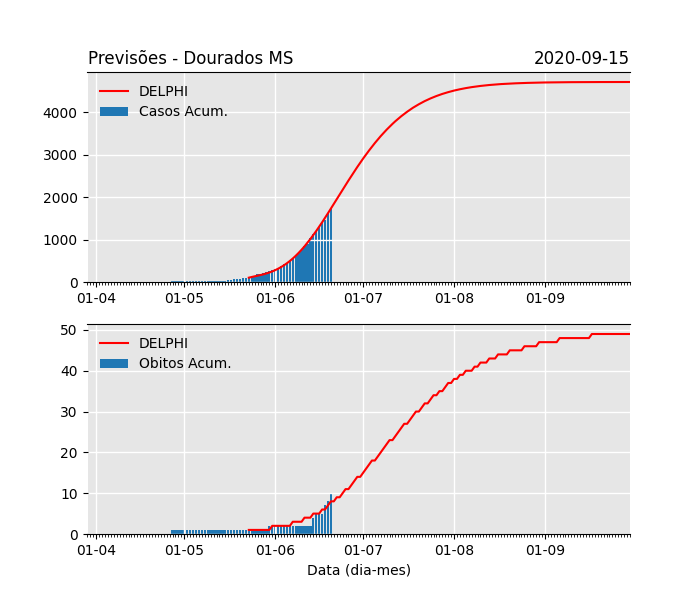 Previsões - Dourados MS 2020-09-15
DELPHI
Casos Acum.
4000
3000
2000
1000
0
01-04 01-05 01-06 01-07 01-08 01-09
DELPHI
Obitos Acum.
50
40
30
20
10
0
01-04 01-05 01-06 01-07 01-08 01-09
Data (dia-mes)